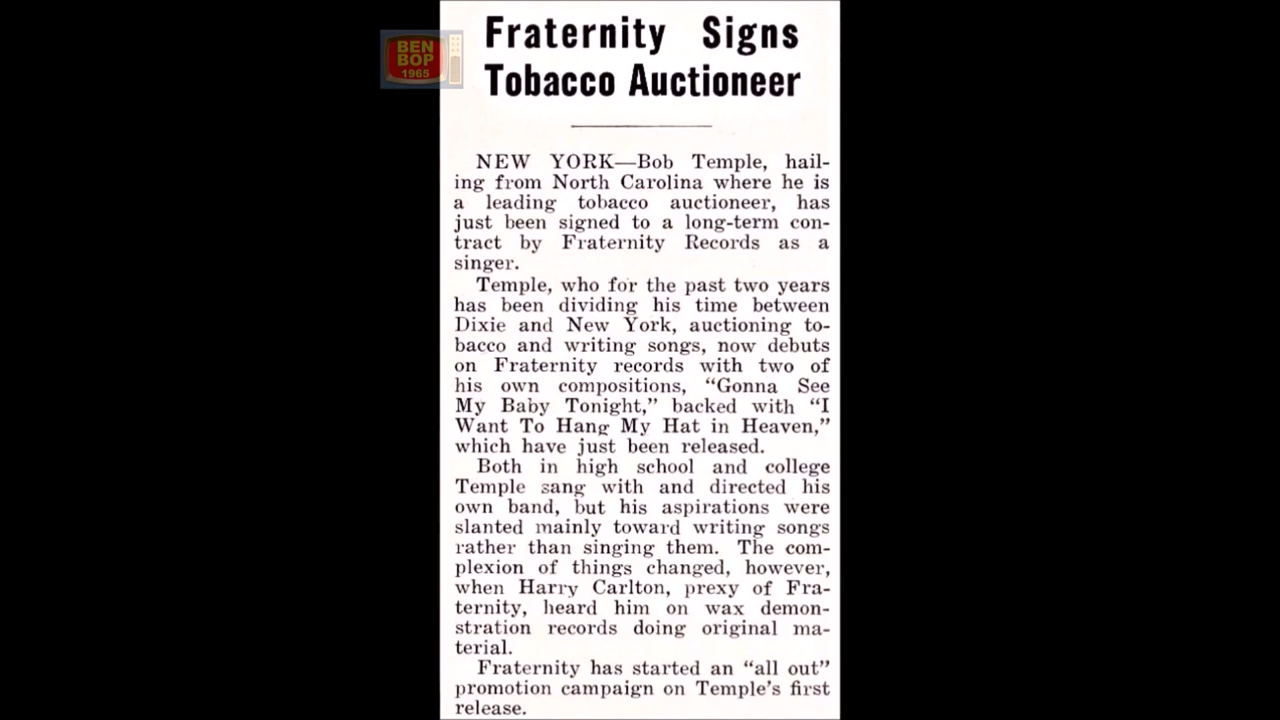 BEN
BOP
1965
Fraternity Signs
Tobacco Auctioneer
NEW YORK—Bob Temple, hail-
ing from North Carolina where he is
a leading tobacco auctioneer, has
just been signed to a long-term con-
tract by Fraternity Records as a
singer.
Temple, who for the past two years
has been dividing his time between
Dixie and New York, auctioning to-
bacco and writing songs, now debuts
on Fraternity records with two of
his own compositions, “Gonna See
My Baby Tonight,” backed with “I
Want To Hang My Hat in Heaven,”
which have just been released.
Both in high school and college
Temple sang with and directed his
own band, but his aspirations were
slanted mainly toward writing songs
rather than singing them. The com-
plexion of things changed, however,
when Harry Carlton, prexy of Fra-
ternity, heard him on wax demon-
stration records doing original ma-
terial.
Fraternity has started an “all out”
promotion campaign on Temple’s first
release.